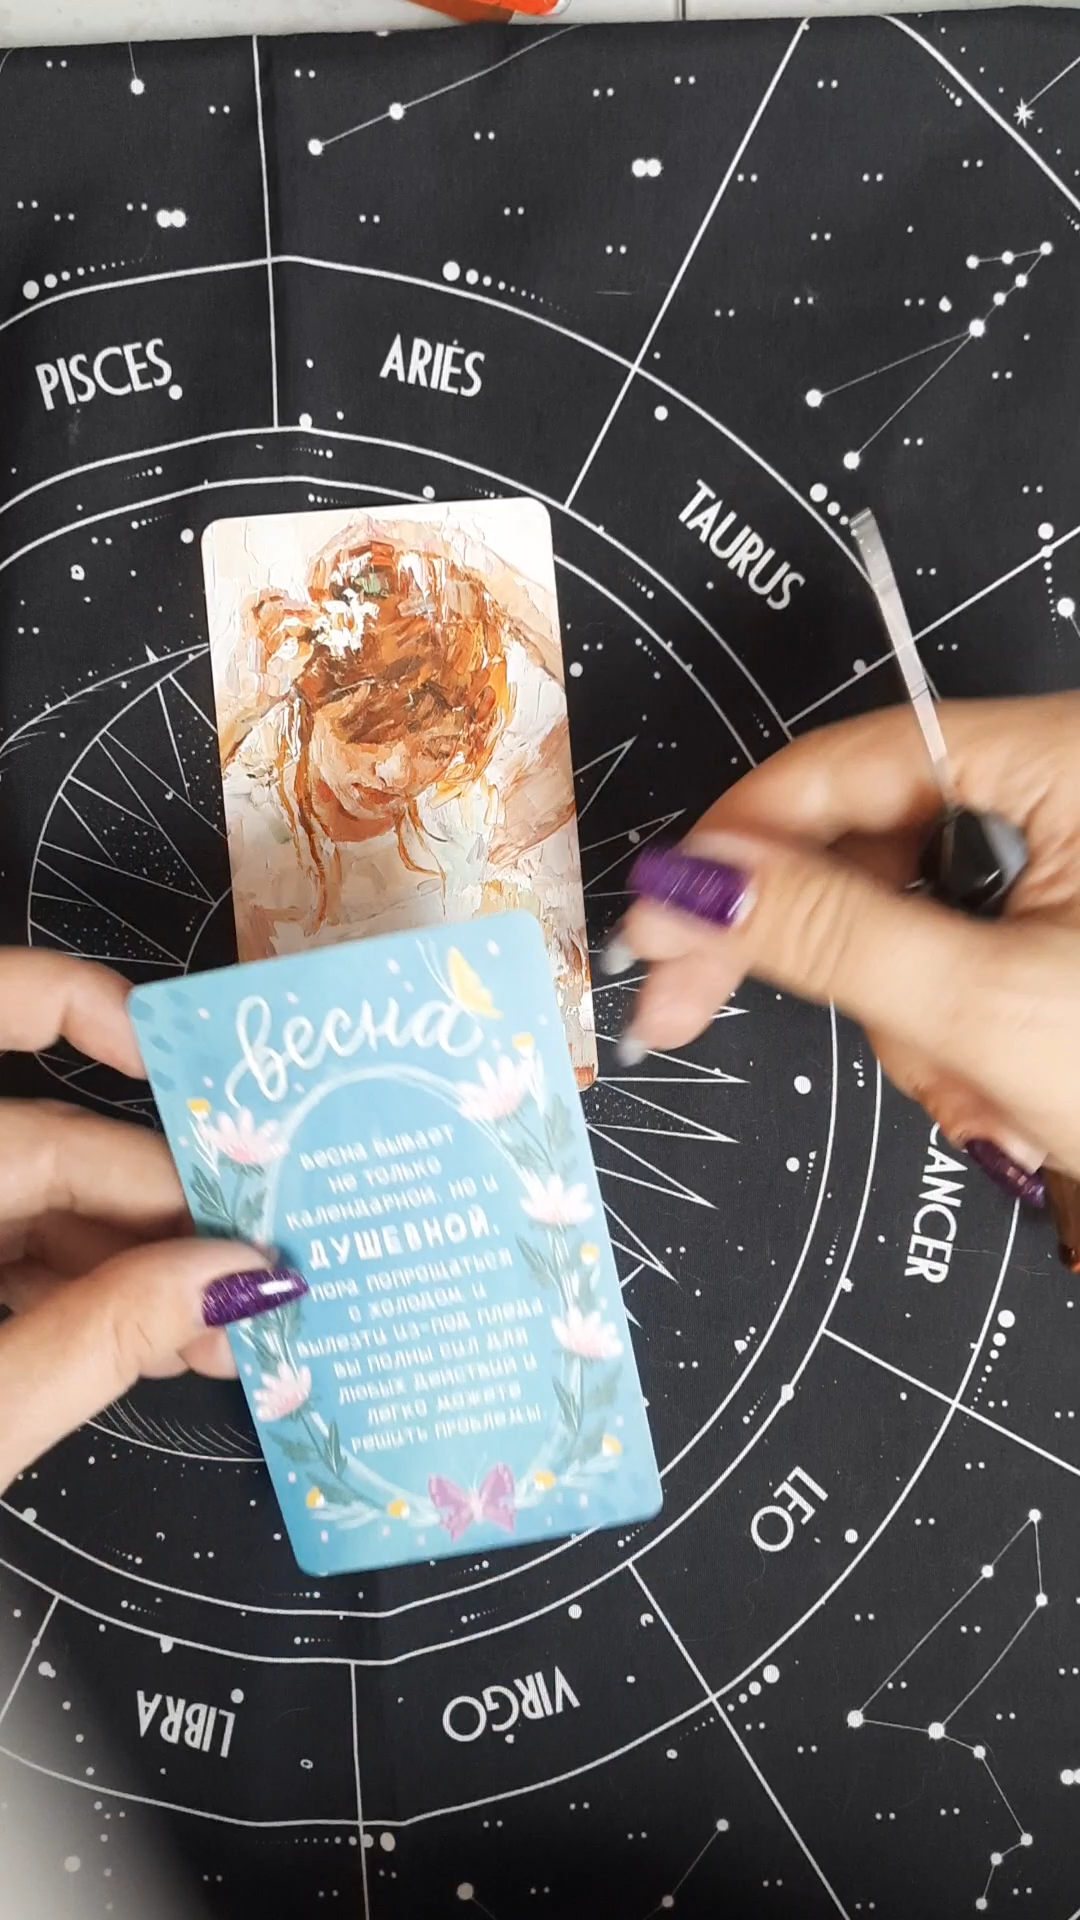 PISCES
ARIES
TAURUS
CANCER
LEO
VIRGO
LIBRA
весна
весна бывает
не только
календарной, но и
ДУШЕВНОЙ.
пора попрощаться
с холодом и
вылезти из-под пледа.
вы полны сил для
любых действий и
легко можете
решить проблемы.